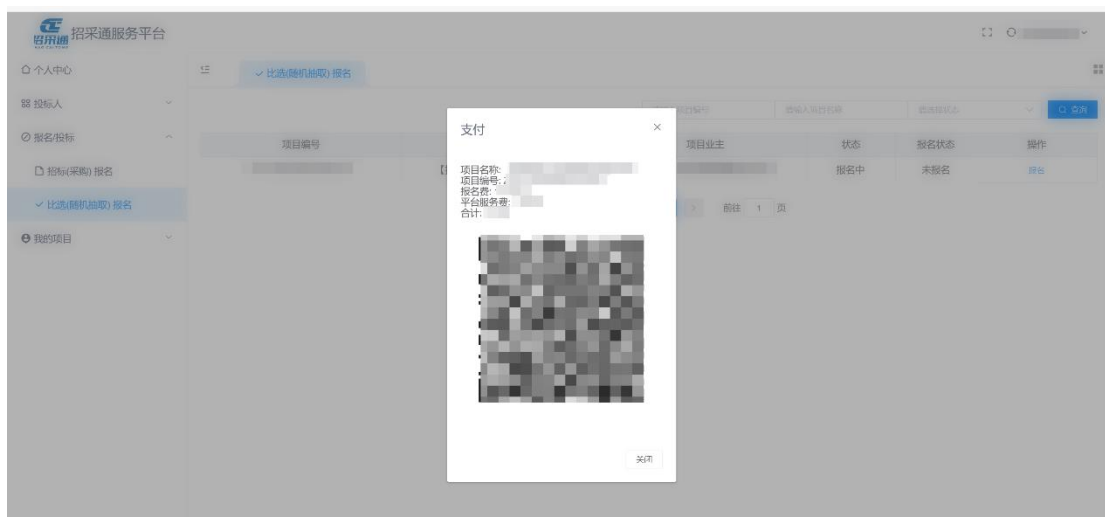 招采通 招采通服务平台
个人中心
比选(随机抽取) 报名
投标人
查询
支付
报名/投标
项目编号
项目业主
状态
报名状态
操作
招标(采购) 报名
项目名称:
项目编号:
报名费:
平台服务费:
合计:
报名中
未报名
报名
比选(随机抽取) 报名
前往 1 页
我的项目
关闭